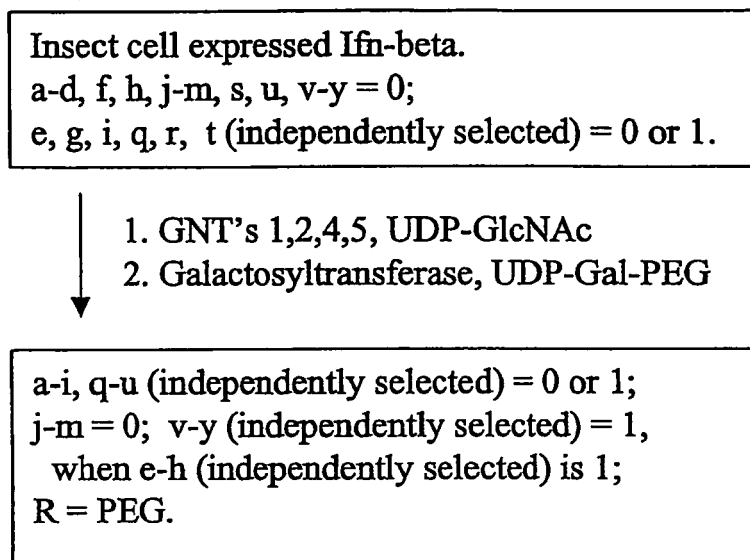 Insect cell expressed Ifn-beta.
a-d, f, h, j-m, s, u, v-y = 0;
e, g, i, q, r, t (independently selected) = 0 or 1.
1. GNT's 1,2,4,5, UDP-GlcNAc
2. Galactosyltransferase, UDP-Gal-PEG
a-i, q-u (independently selected) = 0 or 1;
j-m = 0; v-y (independently selected) = 1,
when e-h (independently selected) is 1;
R = PEG.